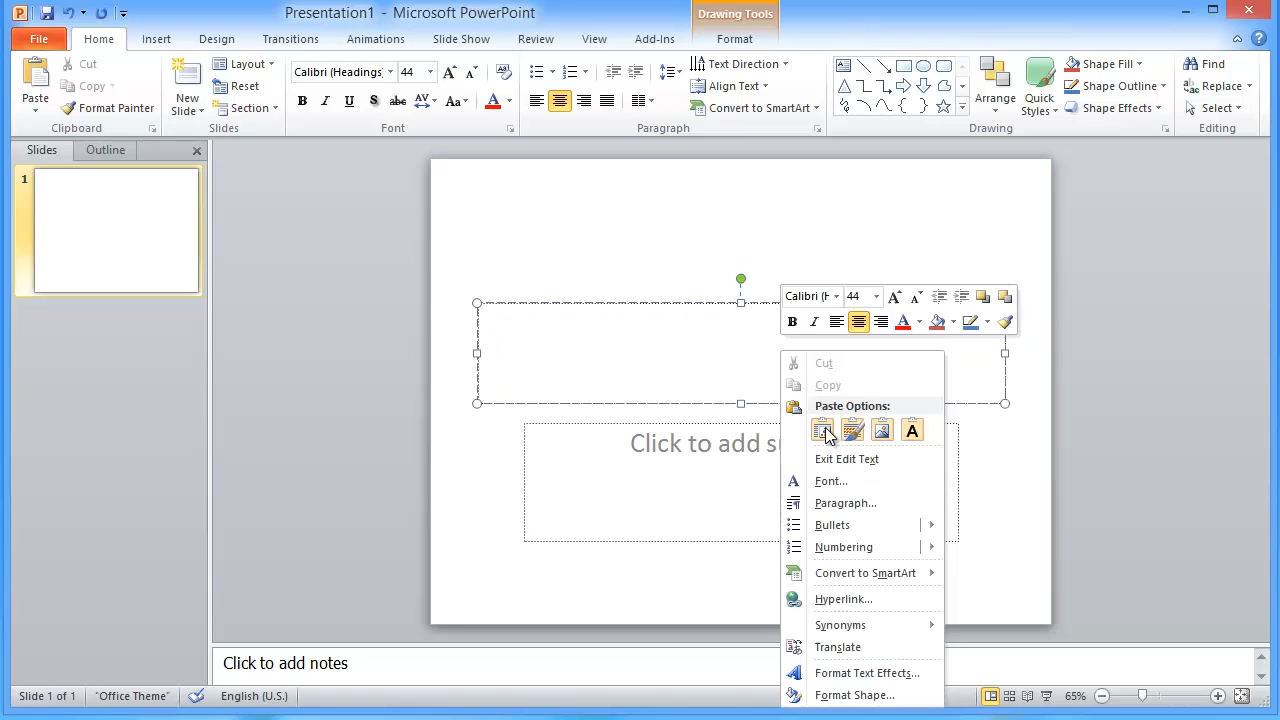 Presentation1 - Microsoft PowerPoint
Drawing Tools
File Home Insert Design Transitions Animations Slide Show Review View Add-Ins Format
Paste
Cut
Copy
Format Painter
Clipboard
New Slide
Layout
Reset
Section
Slides
Calibri (Headings) 44
Aa
Font
Text Direction
Align Text
Convert to SmartArt
Paragraph
Arrange
Quick Styles
Shape Fill
Shape Outline
Shape Effects
Drawing
Find
Replace
Select
Editing
Slides Outline
1
Calibri (H 44
Cut
Copy
Paste Options:
Exit Edit Text
Font...
Paragraph...
Bullets
Numbering
Convert to SmartArt
Hyperlink...
Synonyms
Translate
Format Text Effects...
Format Shape...
Click to add s
Click to add notes
Slide 1 of 1 "Office Theme" English (U.S.) 65%